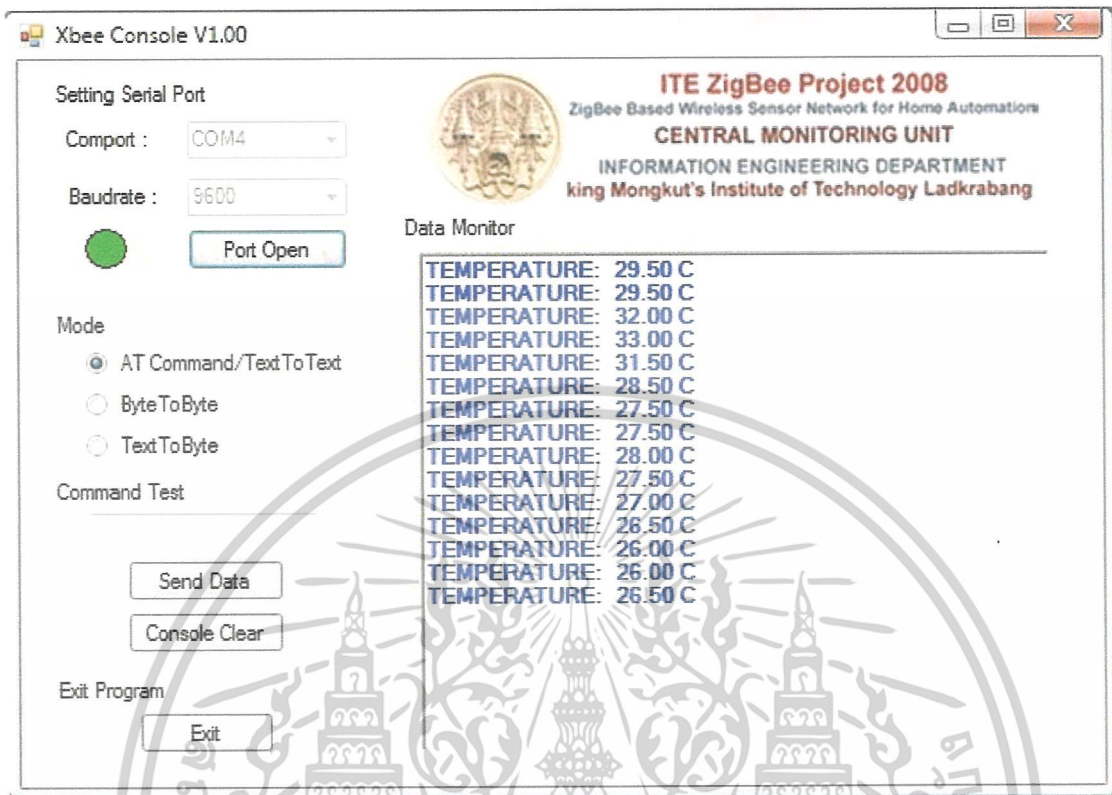 Xbee Console V1.00
Setting Serial Port
Comport :
COM4
Baudrate :
9600
Port Open
Mode
AT Command/TextToText
ByteToByte
TextToByte
Command Test
Send Data
Console Clear
Exit Program
Exit
ITE ZigBee Project 2008
ZigBee Based Wireless Sensor Network for Home Automation
CENTRAL MONITORING UNIT
INFORMATION ENGINEERING DEPARTMENT
king Mongkut's Institute of Technology Ladkrabang
Data Monitor
TEMPERATURE: 29.50 C
TEMPERATURE: 29.50 C
TEMPERATURE: 32.00 C
TEMPERATURE: 33.00 C
TEMPERATURE: 31.50 C
TEMPERATURE: 28.50 C
TEMPERATURE: 27.50 C
TEMPERATURE: 27.50 C
TEMPERATURE: 28.00 C
TEMPERATURE: 27.50 C
TEMPERATURE: 27.00 C
TEMPERATURE: 26.50 C
TEMPERATURE: 26.00 C
TEMPERATURE: 26.00 C
TEMPERATURE: 26.50 C